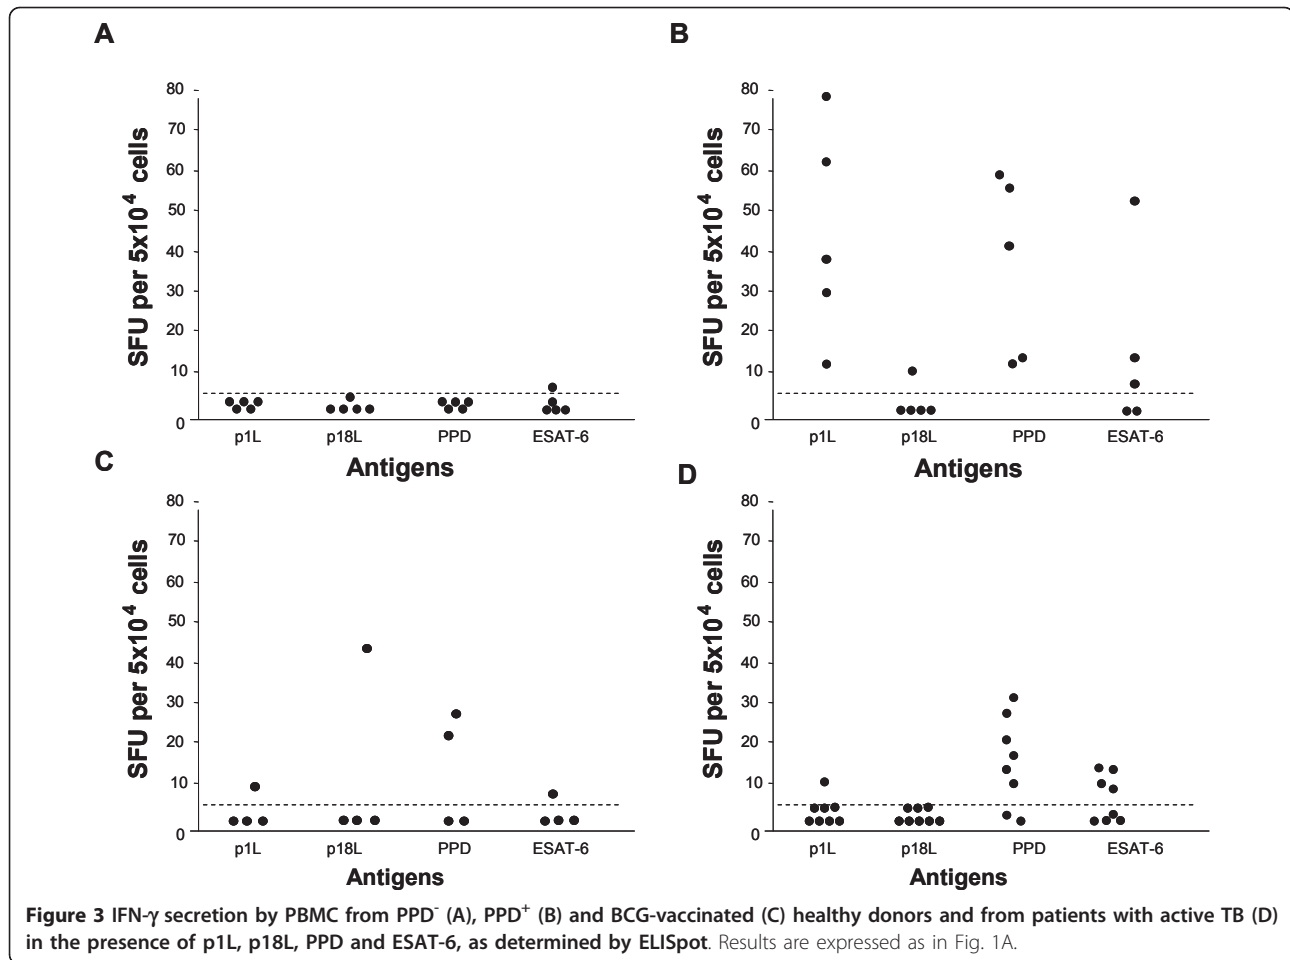 A
80
70
60
50
40
30
20
10
0
SFU per 5x10⁴ cells
p1L p18L PPD ESAT-6
Antigens
B
80
70
60
50
40
30
20
10
0
SFU per 5x10⁴ cells
p1L p18L PPD ESAT-6
Antigens
C
80
70
60
50
40
30
20
10
0
SFU per 5x10⁴ cells
p1L p18L PPD ESAT-6
Antigens
D
80
70
60
50
40
30
20
10
0
SFU per 5x10⁴ cells
p1L p18L PPD ESAT-6
Antigens
Figure 3 IFN-γ secretion by PBMC from PPD⁻ (A), PPD⁺ (B) and BCG-vaccinated (C) healthy donors and from patients with active TB (D)
in the presence of p1L, p18L, PPD and ESAT-6, as determined by ELISpot. Results are expressed as in Fig. 1A.